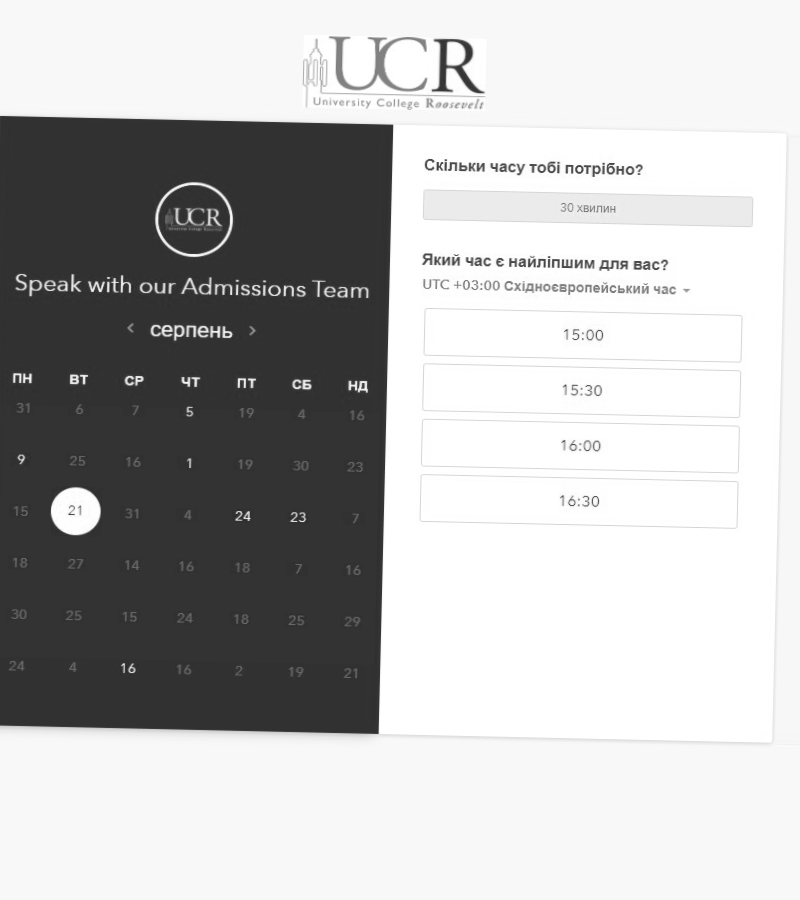 UCR
University College Roosevelt
UCR
University College Roosevelt
Speak with our Admissions Team
серпень
ПН ВТ СР ЧТ ПТ СБ НД
31 6 7 5 19 4 16
9 25 16 1 19 30 23
15 21 31 4 24 23 7
18 27 14 16 18 7 16
30 25 15 24 18 25 29
24 4 16 16 2 19 21
Скільки часу тобі потрібно?
30 хвилин
Який час є найліпшим для вас?
UTC +03:00 Східноєвропейський час
15:00
15:30
16:00
16:30